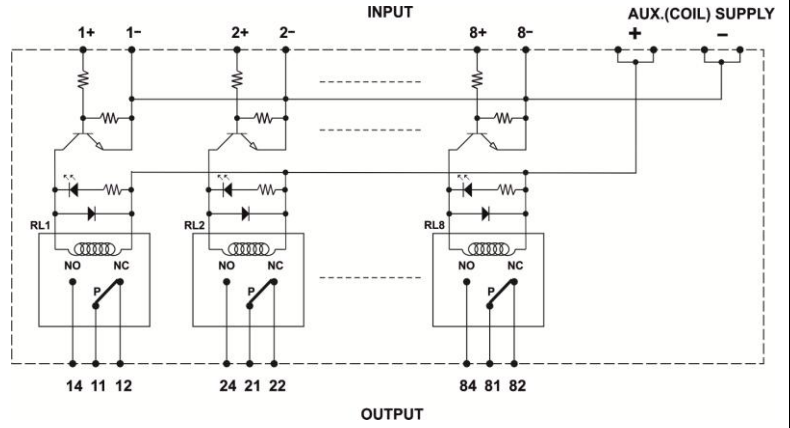 INPUT
AUX.(COIL) SUPPLY
1+ 1− 2+ 2− 8+ 8− + −
RL1 RL2 RL8
NO NC NO NC NO NC
P P P
14 11 12 24 21 22 84 81 82
OUTPUT